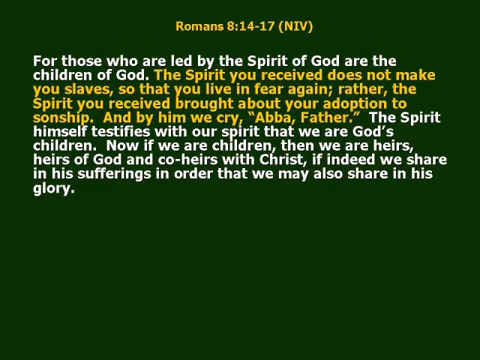 Romans 8:14-17 (NIV)
For those who are led by the Spirit of God are the
children of God. The Spirit you received does not make
you slaves, so that you live in fear again; rather, the
Spirit you received brought about your adoption to
sonship.  And by him we cry, “Abba, Father.”  The Spirit
himself testifies with our spirit that we are God’s
children.  Now if we are children, then we are heirs,
heirs of God and co-heirs with Christ, if indeed we share
in his sufferings in order that we may also share in his
glory.